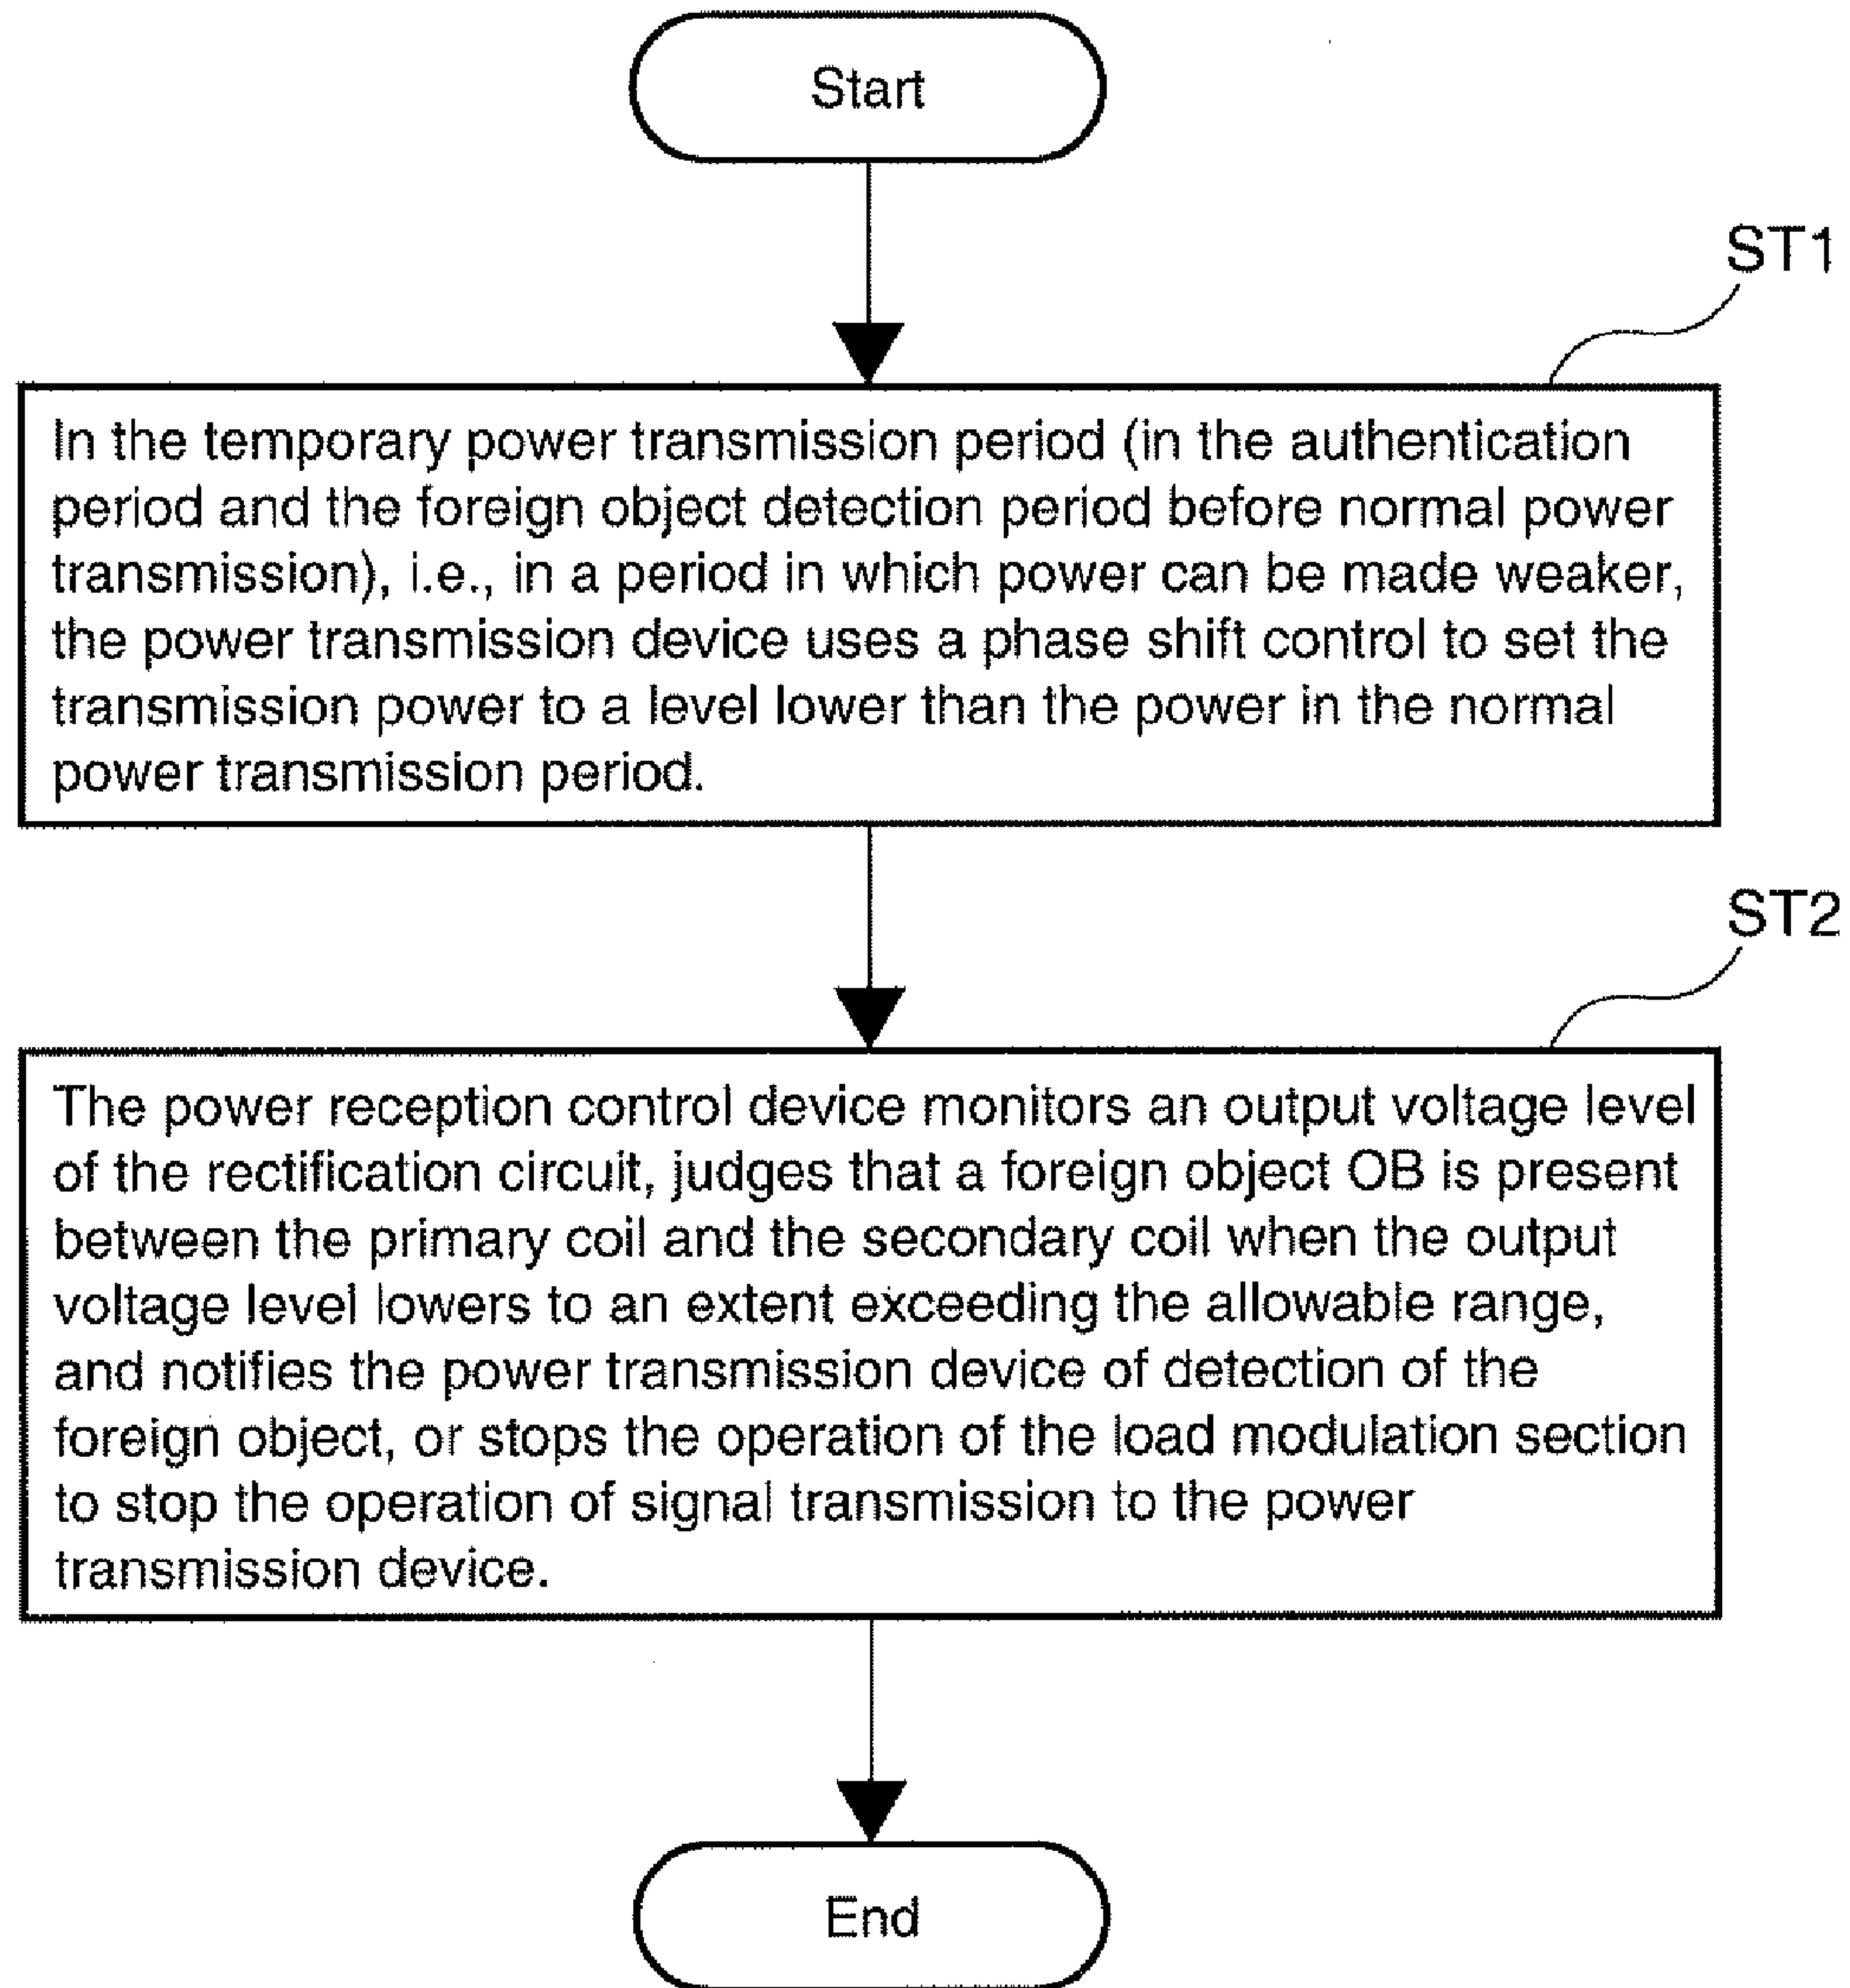 Start
ST1
In the temporary power transmission period (in the authentication
period and the foreign object detection period before normal power
transmission), i.e., in a period in which power can be made weaker,
the power transmission device uses a phase shift control to set the
transmission power to a level lower than the power in the normal
power transmission period.
ST2
The power reception control device monitors an output voltage level
of the rectification circuit, judges that a foreign object OB is present
between the primary coil and the secondary coil when the output
voltage level lowers to an extent exceeding the allowable range,
and notifies the power transmission device of detection of the
foreign object, or stops the operation of the load modulation section
to stop the operation of signal transmission to the power
transmission device.
End